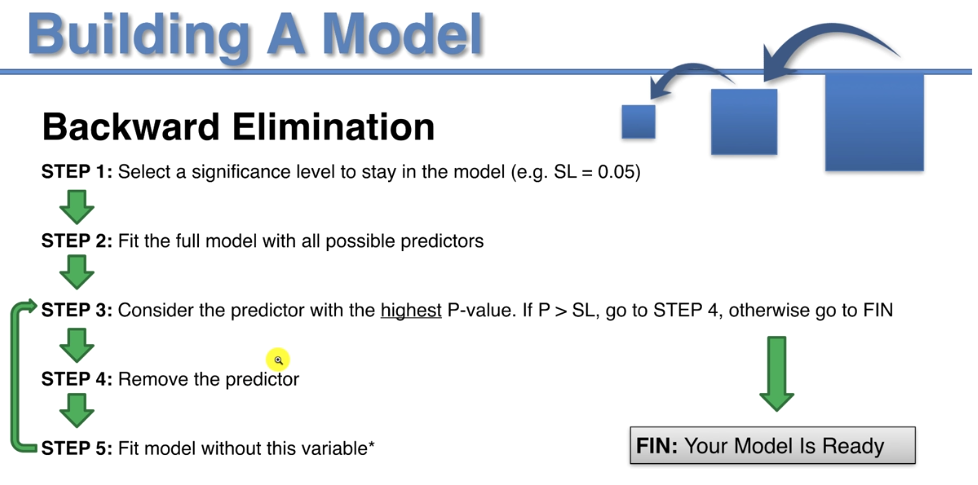 Building A Model
Backward Elimination
STEP 1: Select a significance level to stay in the model (e.g. SL = 0.05)
STEP 2: Fit the full model with all possible predictors
STEP 3: Consider the predictor with the highest P-value. If P > SL, go to STEP 4, otherwise go to FIN
STEP 4: Remove the predictor
STEP 5: Fit model without this variable*
FIN: Your Model Is Ready